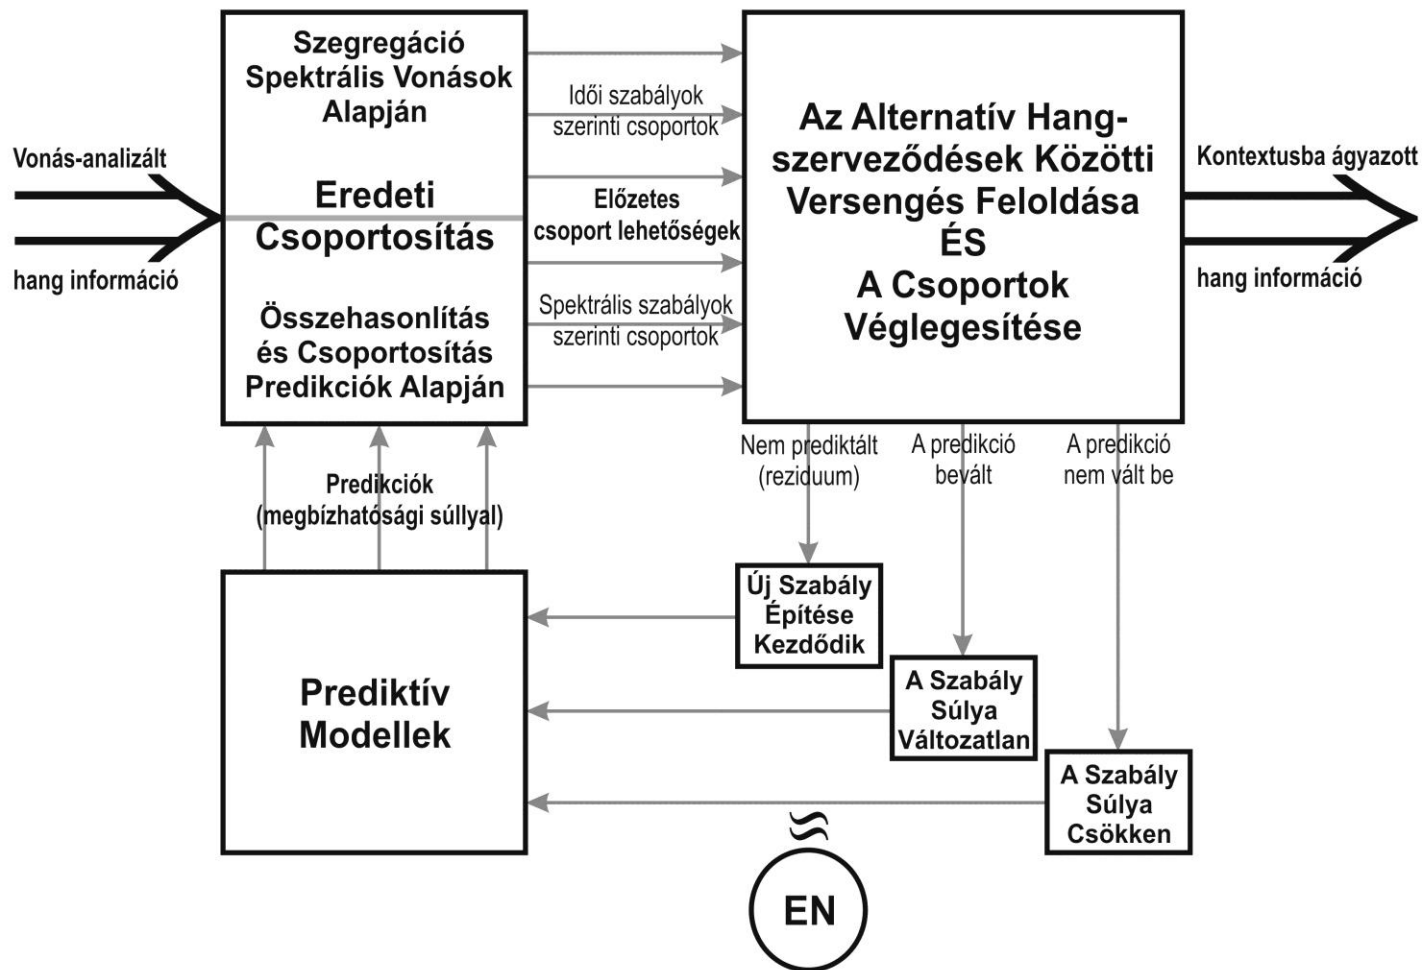 Vonás-analizált
hang információ
Szegregáció
Spektrális Vonások
Alapján
Eredeti
Csoportosítás
Összehasonlítás
és Csoportosítás
Predikciók Alapján
Idői szabályok
szerinti csoportok
Előzetes
csoport lehetőségek
Spektrális szabályok
szerinti csoportok
Az Alternatív Hang-
szerveződések Közötti
Versengés Feloldása
ÉS
A Csoportok
Véglegesítése
Kontextusba ágyazott
hang információ
Nem prediktált
(reziduum)
A predikció
bevált
A predikció
nem vált be
Predikciók
(megbízhatósági súllyal)
Prediktív
Modellek
Új Szabály
Építése
Kezdődik
A Szabály
Súlya
Változatlan
A Szabály
Súlya
Csökken
EN